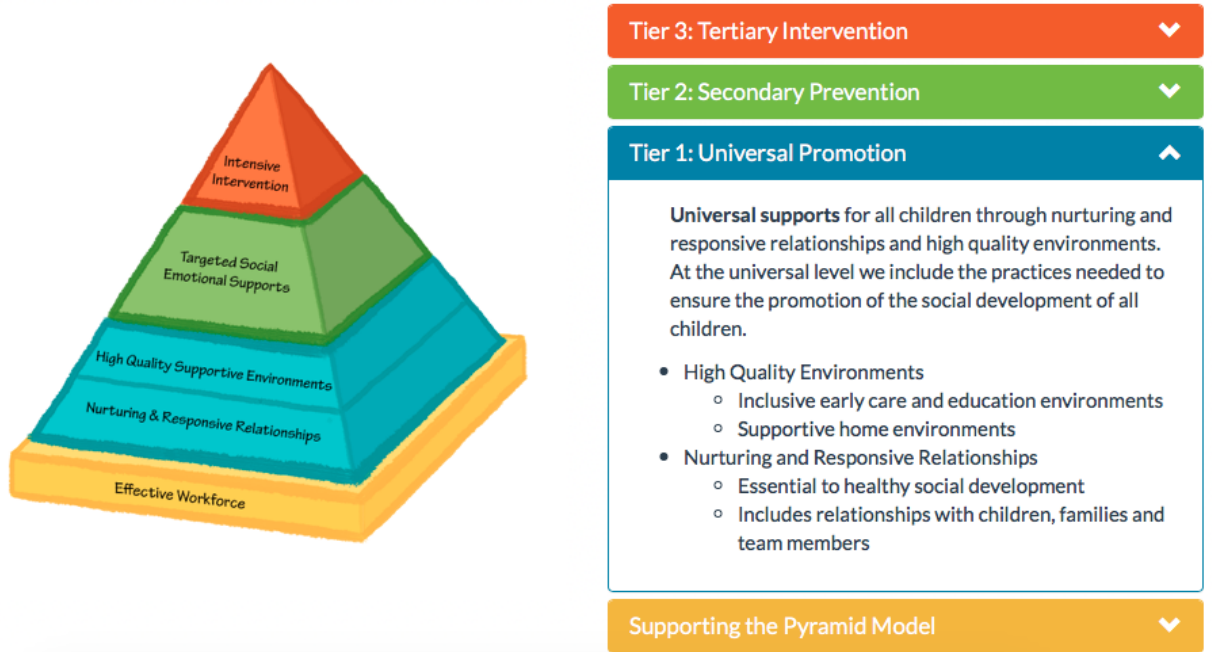 Intensive
Intervention
Targeted Social
Emotional Supports
High Quality Supportive Environments
Nurturing & Responsive Relationships
Effective Workforce
Tier 3: Tertiary Intervention
Tier 2: Secondary Prevention
Tier 1: Universal Promotion
Universal supports for all children through nurturing and
responsive relationships and high quality environments.
At the universal level we include the practices needed to
ensure the promotion of the social development of all
children.
• High Quality Environments
◦ Inclusive early care and education environments
◦ Supportive home environments
• Nurturing and Responsive Relationships
◦ Essential to healthy social development
◦ Includes relationships with children, families and
team members
Supporting the Pyramid Model